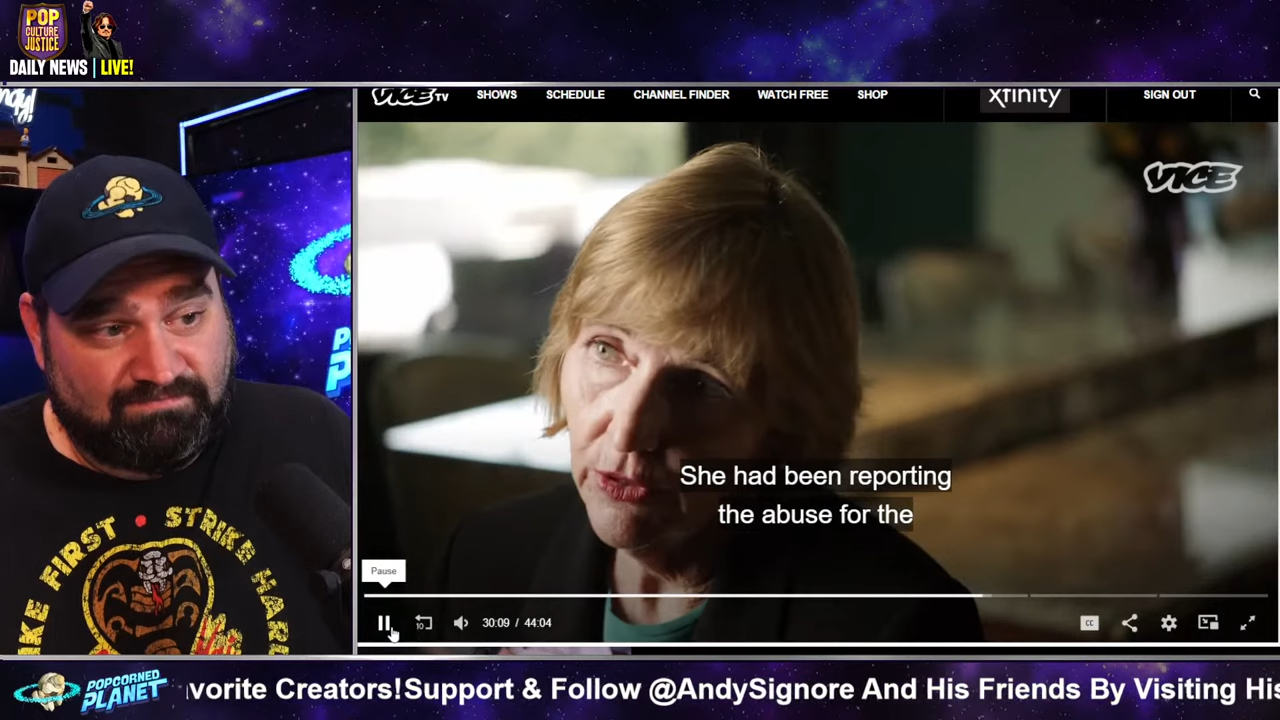 POP
CULTURE
JUSTICE
DAILY NEWS | LIVE!
VICE TV
SHOWS
SCHEDULE
CHANNEL FINDER
WATCH FREE
SHOP
xfinity
SIGN OUT
VICE
She had been reporting
the abuse for the
Pause
10
30:09 / 44:04
CC
FIRST • STRIKE HARD
POPCORNED
PLANET
vorite Creators!Support & Follow @AndySignore And His Friends By Visiting His